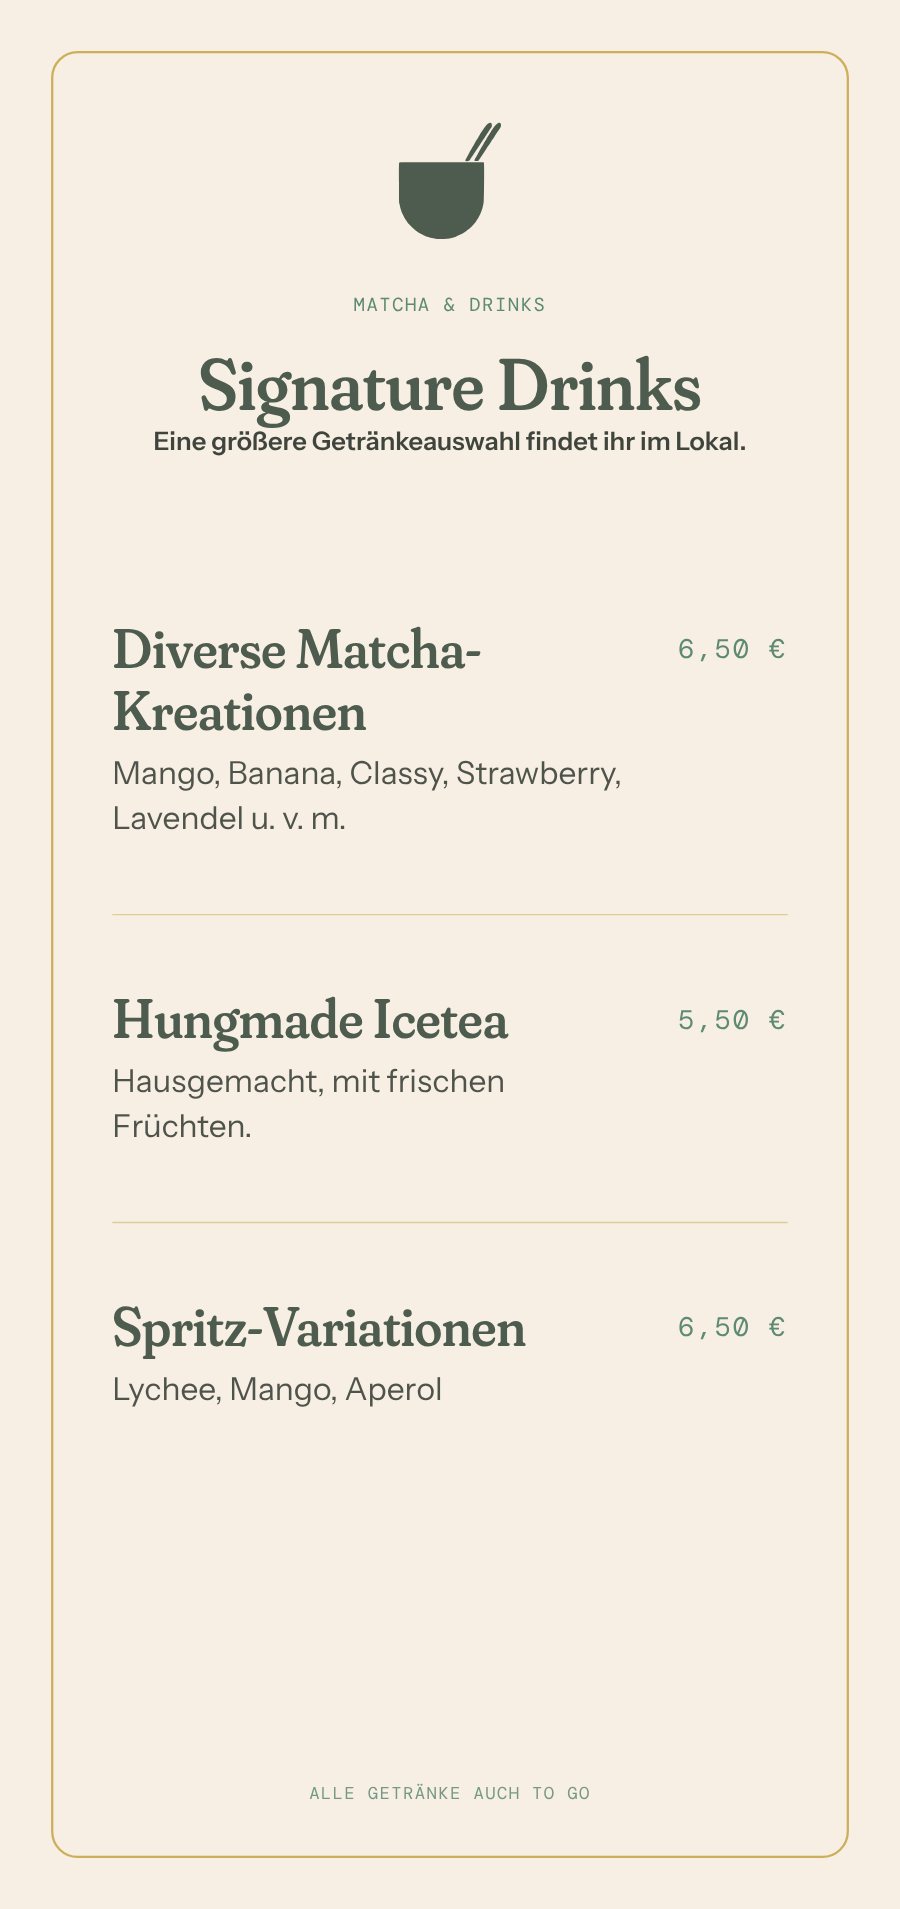 MATCHA & DRINKS
Signature Drinks
Eine größere Getränkeauswahl findet ihr im Lokal.
Diverse Matcha-
6,50 €
Kreationen
Mango, Banana, Classy, Strawberry,
Lavendel u. v. m.
Hungmade Icetea
5,50 €
Hausgemacht, mit frischen
Früchten.
Spritz-Variationen
6,50 €
Lychee, Mango, Aperol
ALLE GETRÄNKE AUCH TO GO